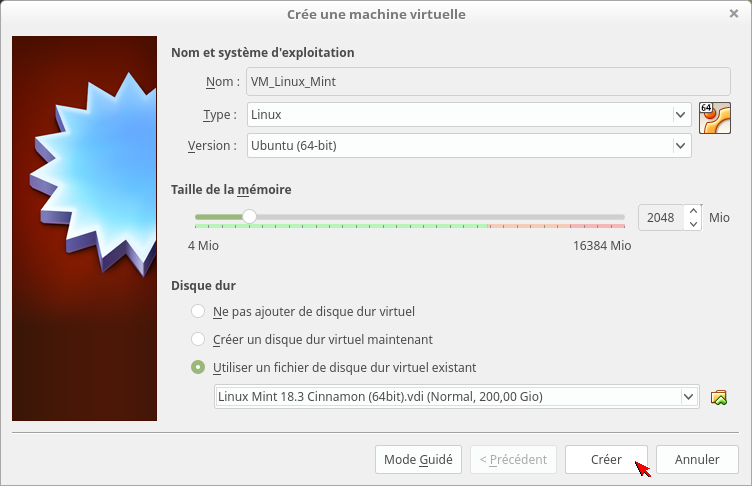 Crée une machine virtuelle
Nom et système d'exploitation
Nom : VM_Linux_Mint
Type : Linux
64
Version : Ubuntu (64-bit)
Taille de la mémoire
2048 Mio
4 Mio 16384 Mio
Disque dur
Ne pas ajouter de disque dur virtuel
Créer un disque dur virtuel maintenant
Utiliser un fichier de disque dur virtuel existant
Linux Mint 18.3 Cinnamon (64bit).vdi (Normal, 200,00 Gio)
Mode Guidé < Précédent Créer Annuler